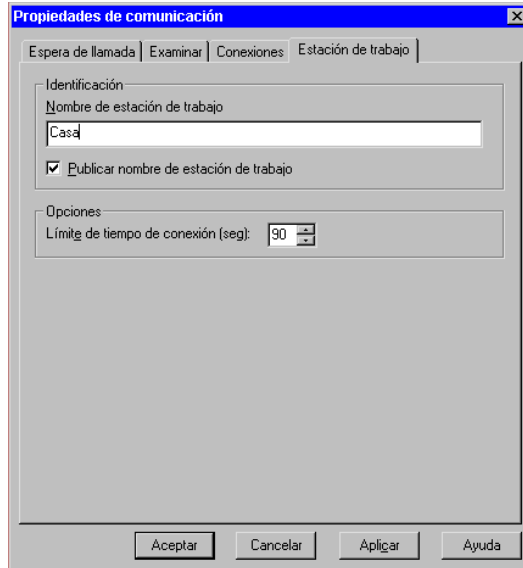 Propiedades de comunicación
Espera de llamada Examinar Conexiones Estación de trabajo
Identificación
Nombre de estación de trabajo
Casa
Publicar nombre de estación de trabajo
Opciones
Límite de tiempo de conexión (seg): 90
Aceptar Cancelar Aplicar Ayuda